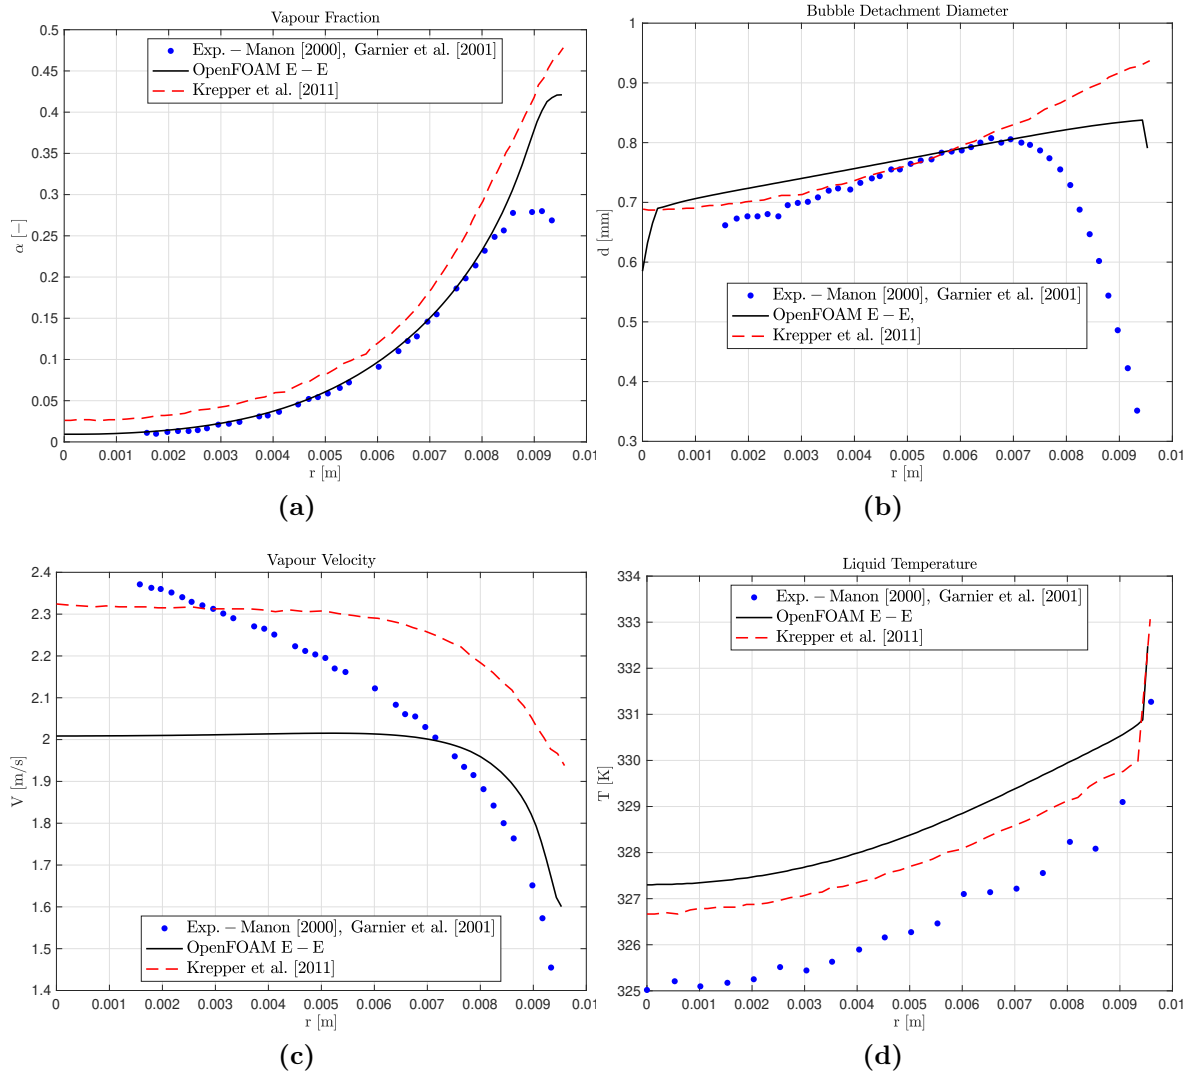 Vapour Fraction
0.5
0.45
0.4
0.35
0.3
0.25
0.2
0.15
0.1
0.05
0
α [−]
Exp. − Manon [2000], Garnier et al. [2001]
OpenFOAM E − E
Krepper et al. [2011]
0 0.001 0.002 0.003 0.004 0.005 0.006 0.007 0.008 0.009 0.01
r [m]
(a)
Bubble Detachment Diameter
1
0.9
0.8
0.7
0.6
0.5
0.4
0.3
d [mm]
Exp. − Manon [2000], Garnier et al. [2001]
OpenFOAM E − E,
Krepper et al. [2011]
0 0.001 0.002 0.003 0.004 0.005 0.006 0.007 0.008 0.009 0.01
r [m]
(b)
Vapour Velocity
2.4
2.3
2.2
2.1
2
1.9
1.8
1.7
1.6
1.5
1.4
V [m/s]
Exp. − Manon [2000], Garnier et al. [2001]
OpenFOAM E − E
Krepper et al. [2011]
0 0.001 0.002 0.003 0.004 0.005 0.006 0.007 0.008 0.009 0.01
r [m]
(c)
Liquid Temperature
334
333
332
331
330
329
328
327
326
325
T [K]
Exp. − Manon [2000], Garnier et al. [2001]
OpenFOAM E − E
Krepper et al. [2011]
0 0.001 0.002 0.003 0.004 0.005 0.006 0.007 0.008 0.009 0.01
r [m]
(d)